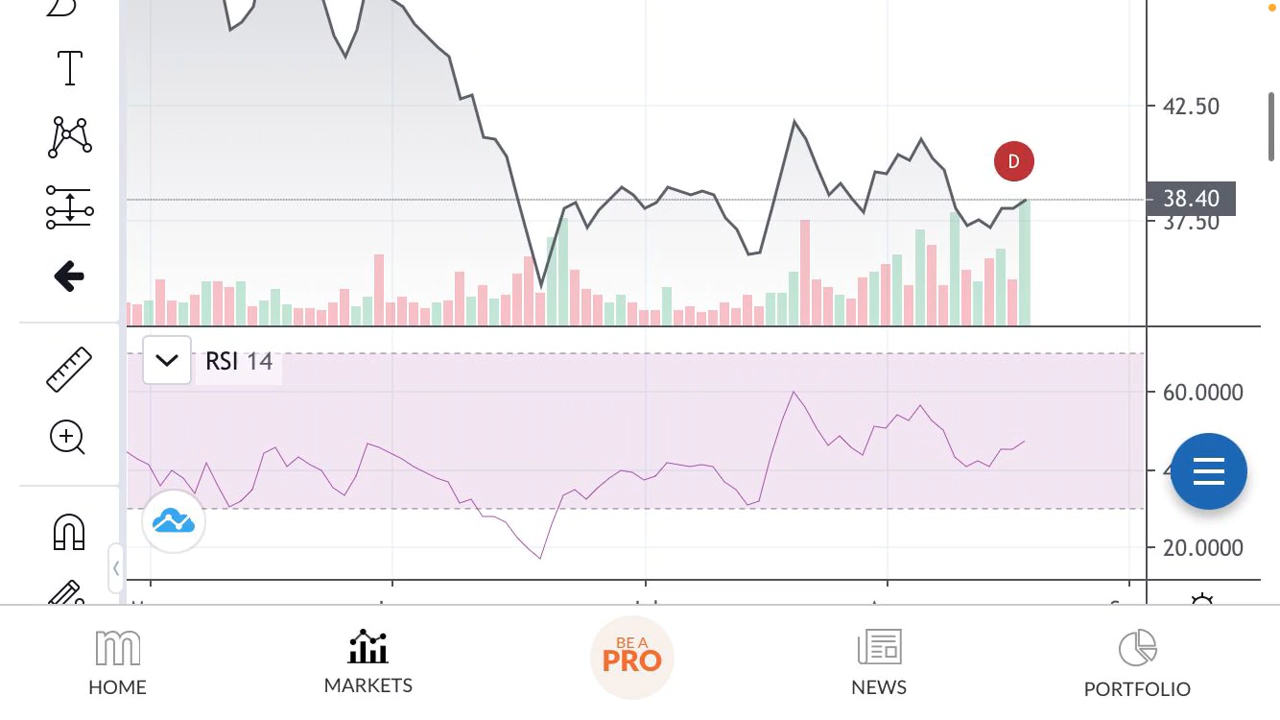 T
42.50
D
38.40
37.50
RSI 14
60.0000
20.0000
m
HOME
MARKETS
BE A
PRO
NEWS
PORTFOLIO